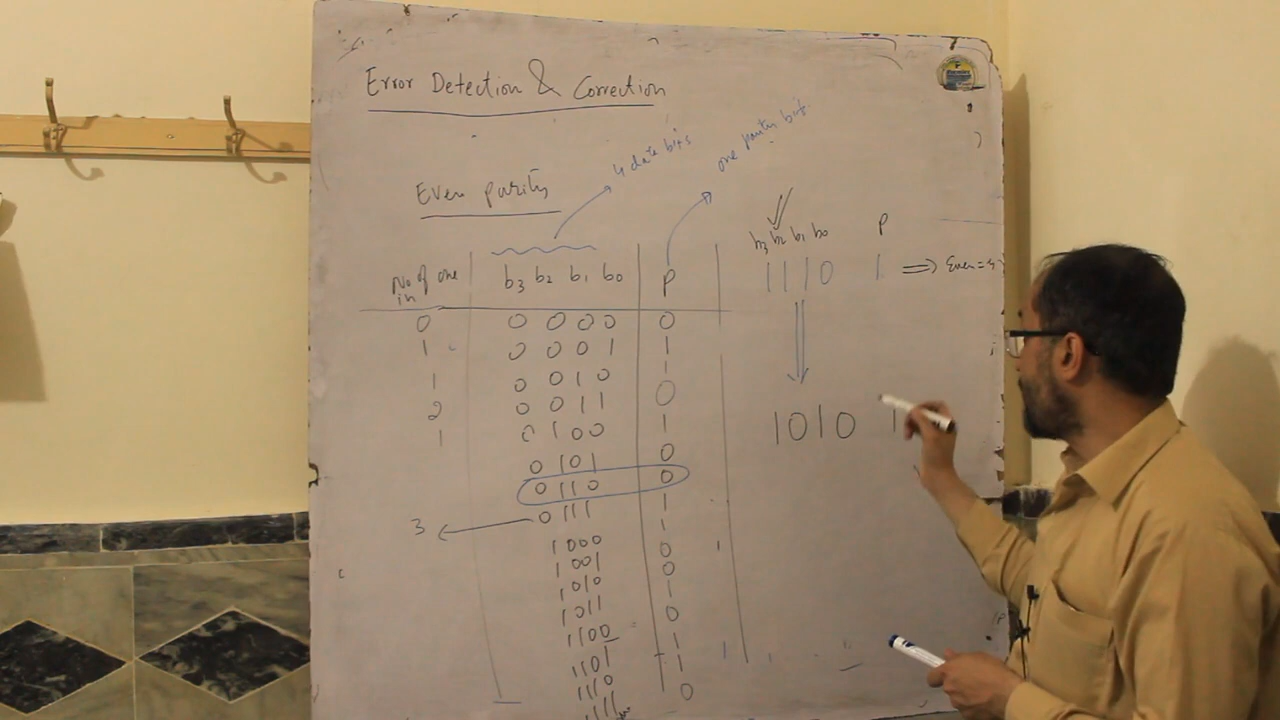 Error Detection & Correction
4 data bits
one parity bit.
Even parity
b3 b2 b1 b0 P
1 1 1 0 1 ⇒ Even = 4
No of one in b3 b2 b1 b0 P
0 0 0 0 0 0
1 0 0 0 1 1
1 0 0 1 0 1
2 0 0 1 1 0
1 0 1 0 0 1
1 0 1 0 1
0 1 0 1 0
0 1 1 0 0
3 0 1 1 1 1
1 0 0 0 1
1 0 0 1 0
1 0 1 0 0
1 0 1 1 1
1 1 0 0 0
1 1 0 1 1
1 1 1 0 1
1 1 1 1 0